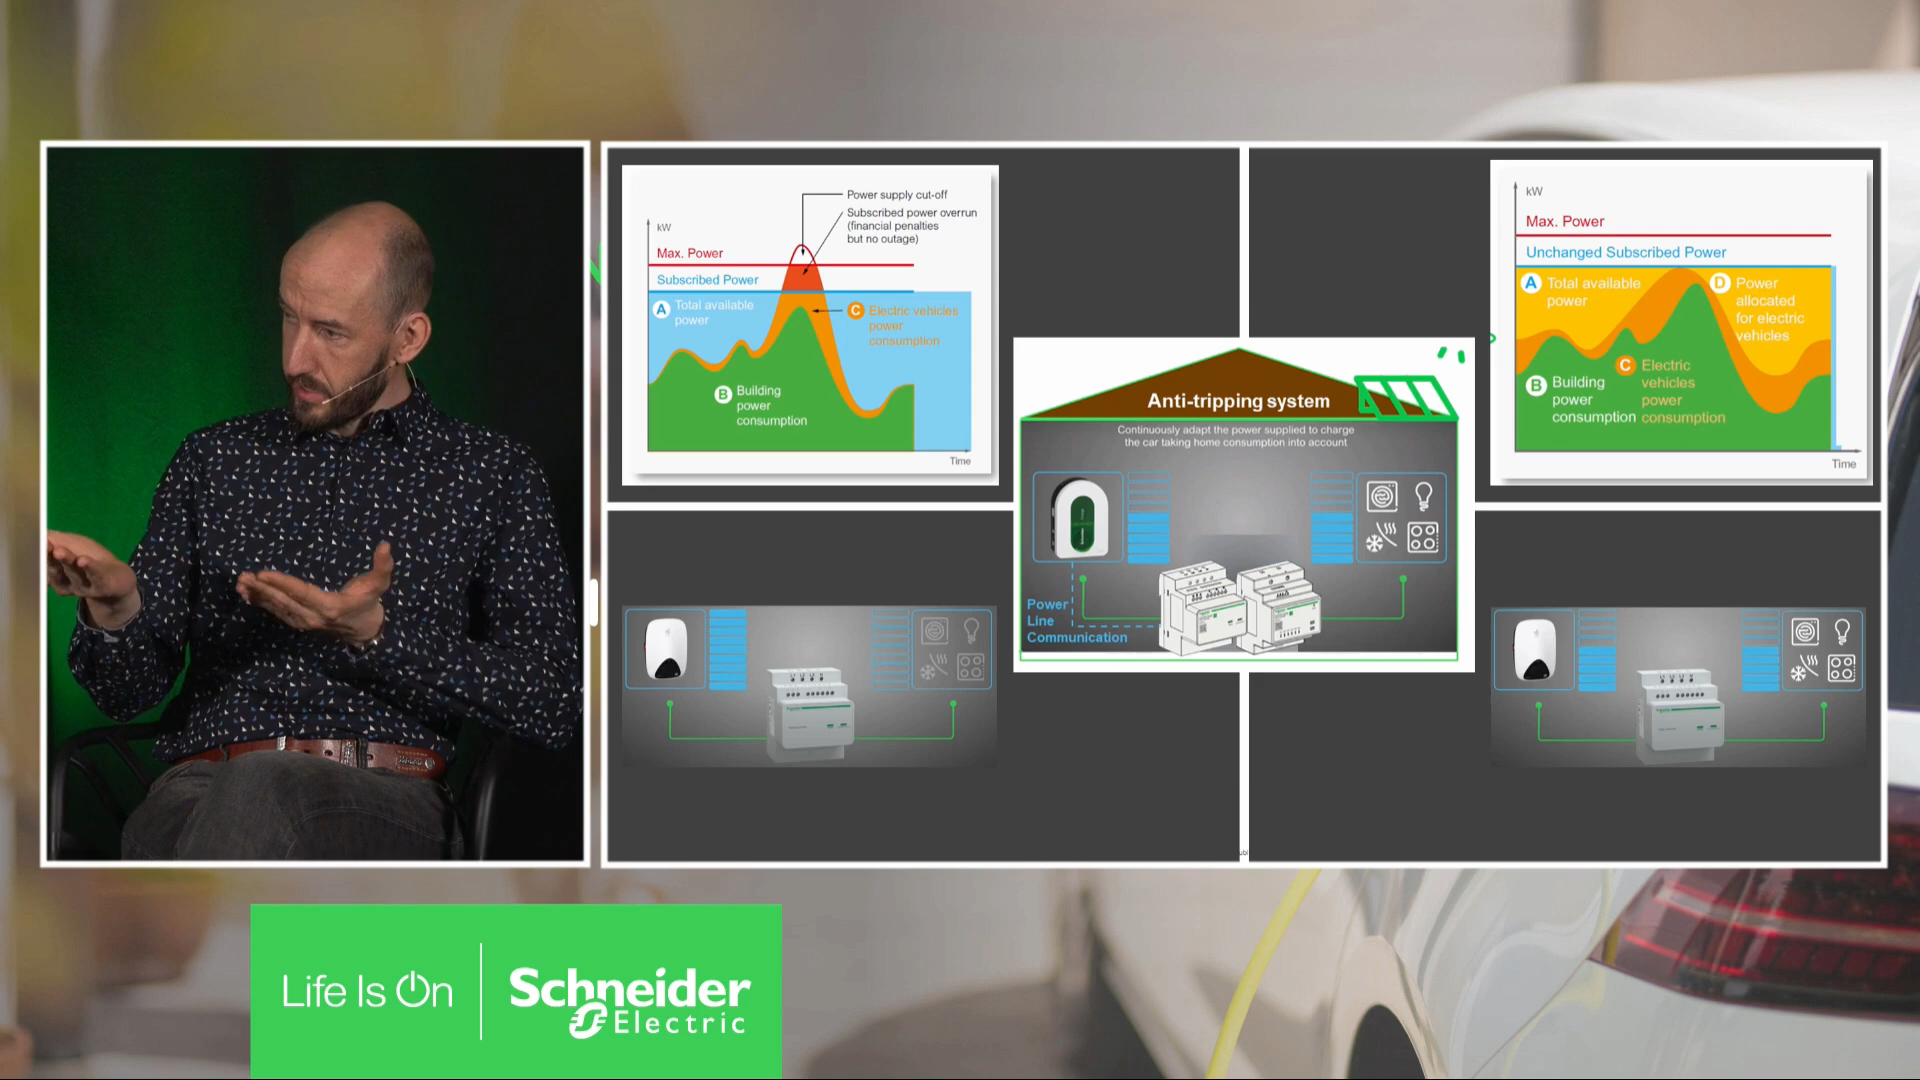 Power supply cut-off
Subscribed power overrun
(financial penalties
but no outage)
kW
Max. Power
Subscribed Power
A Total available
power
C Electric vehicles
power
consumption
B Building
power
consumption
Time
kW
Max. Power
Unchanged Subscribed Power
A Total available
power
D Power
allocated
for electric
vehicles
C Electric
vehicles
power
consumption
B Building
power
consumption
Time
Anti-tripping system
Continuously adapt the power supplied to charge
the car taking home consumption into account
Power
Line
Communication
Life Is On
Schneider
Electric